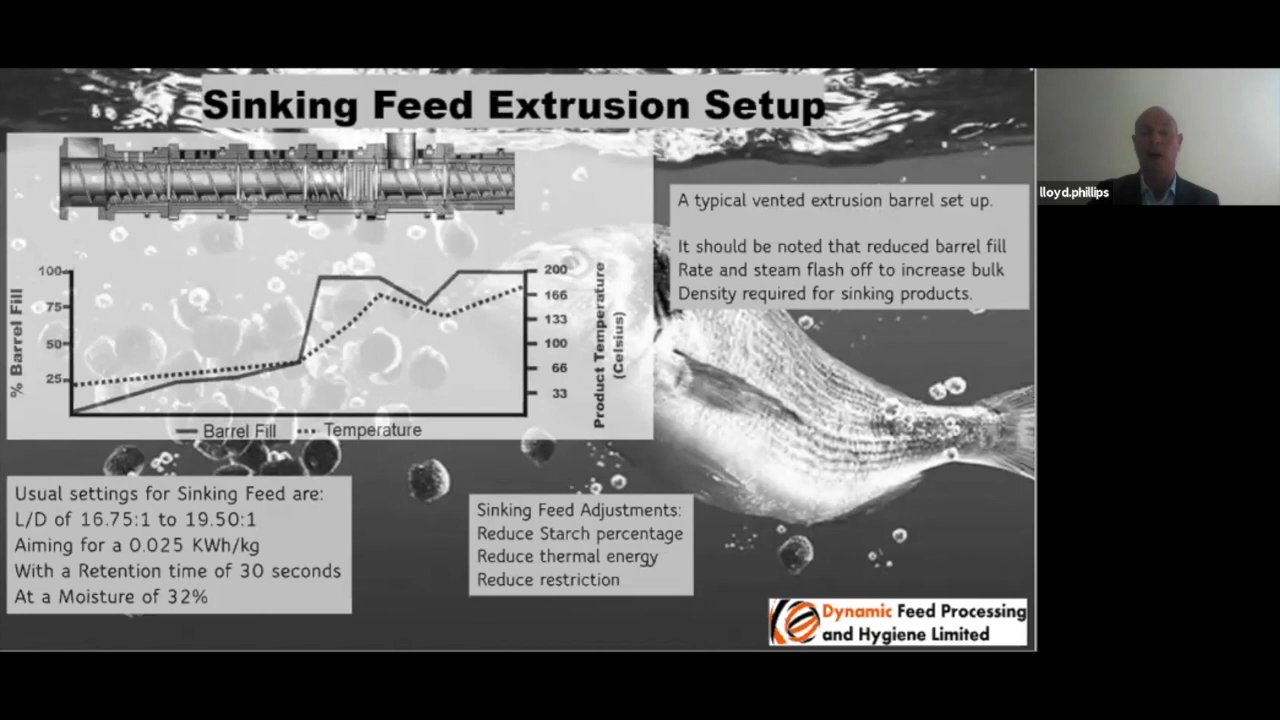 Sinking Feed Extrusion Setup
lloyd.phillips
A typical vented extrusion barrel set up.
It should be noted that reduced barrel fill
Rate and steam flash off to increase bulk
Density required for sinking products.
% Barrel Fill
100
75
50
25
200
166
133
100
66
33
Product Temperature
(Celsius)
Barrel Fill
Temperature
Usual settings for Sinking Feed are:
L/D of 16.75:1 to 19.50:1
Aiming for a 0.025 KWh/kg
With a Retention time of 30 seconds
At a Moisture of 32%
Sinking Feed Adjustments:
Reduce Starch percentage
Reduce thermal energy
Reduce restriction
Dynamic Feed Processing
and Hygiene Limited